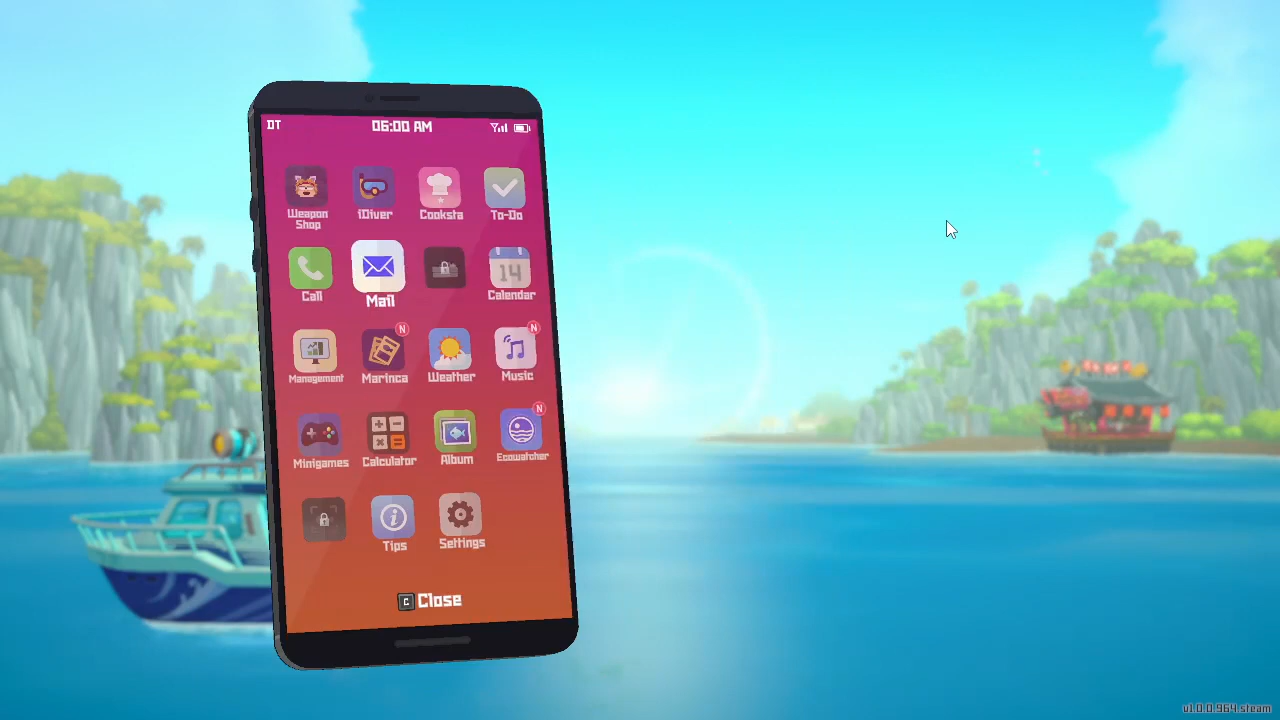 DT
06:00 AM
Weapon
Shop
iDiver
Cooksta
To-Do
Call
Mail
14
Calendar
Management
N
Marinca
Weather
N
Music
Minigames
Calculator
Album
N
Ecowatcher
Tips
Settings
C Close
v1.0.0.964.steam